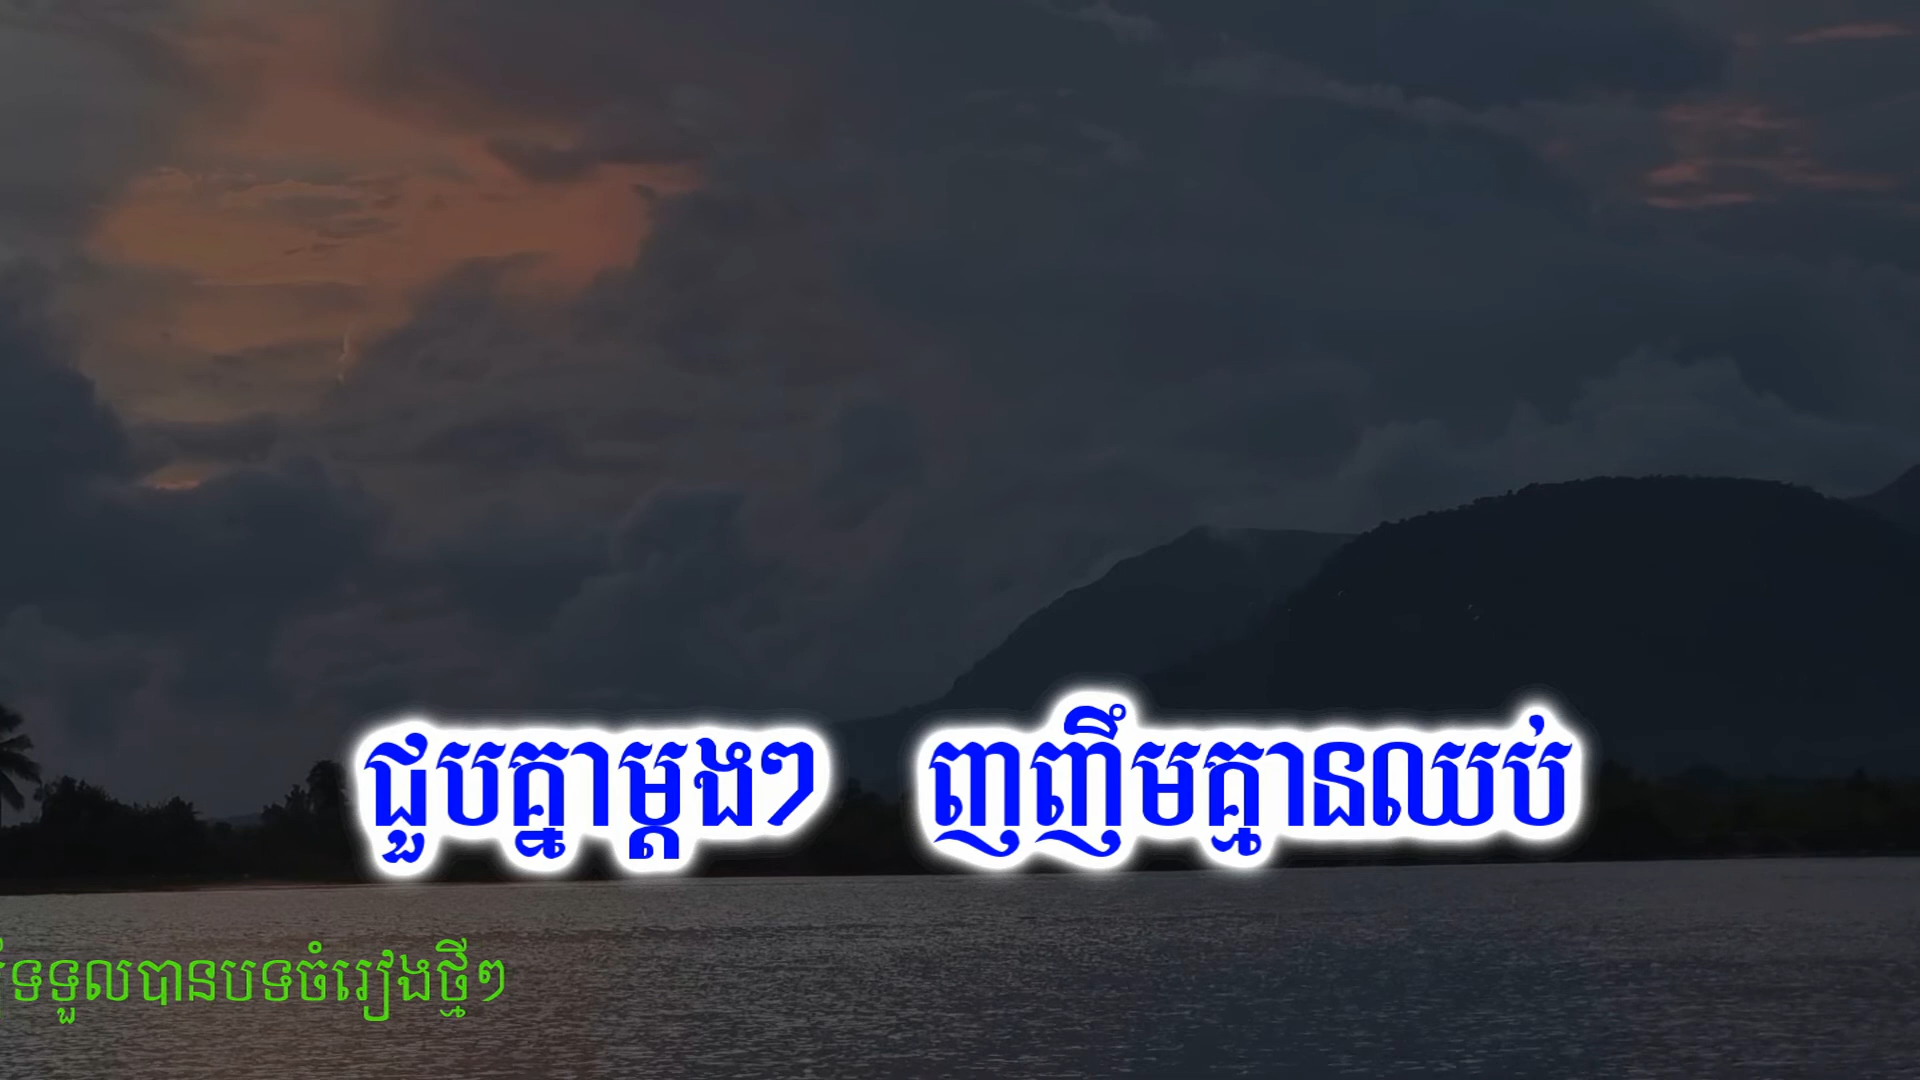 ជួបគ្នាម្ដងៗ ញញឹមគ្មានឈប់
ទទួលបានបទចំរៀងថ្មីៗ